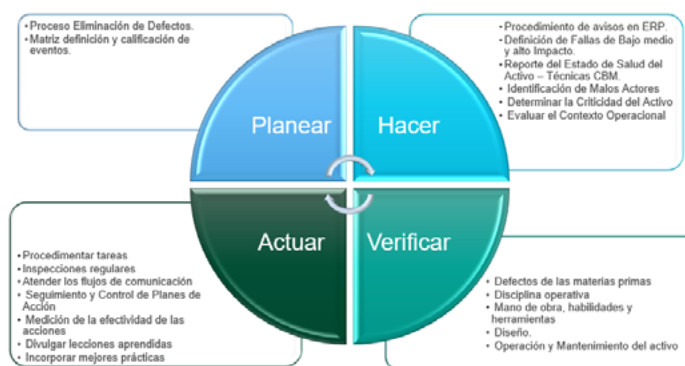 • Proceso Eliminación de Defectos.
• Matriz definición y calificación de
eventos.
• Procedimiento de avisos en ERP.
• Definición de Fallas de Bajo medio
y alto Impacto.
• Reporte del Estado de Salud del
Activo – Técnicas CBM.
• Identificación de Malos Actores
• Determinar la Criticidad del Activo
• Evaluar el Contexto Operacional
Planear
Hacer
Actuar
Verificar
• Procedimentar tareas
• Inspecciones regulares
• Atender los flujos de comunicación
• Seguimiento y Control de Planes de
Acción
• Medición de la efectividad de las
acciones
• Divulgar lecciones aprendidas
• Incorporar mejores prácticas
• Defectos de las materias primas
• Disciplina operativa
• Mano de obra, habilidades y
herramientas
• Diseño.
• Operación y Mantenimiento del activo